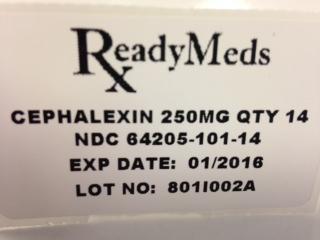 ReadyMeds
CEPHALEXIN 250MG QTY 14
NDC 64205-101-14
EXP DATE: 01/2016
LOT NO: 801I002A